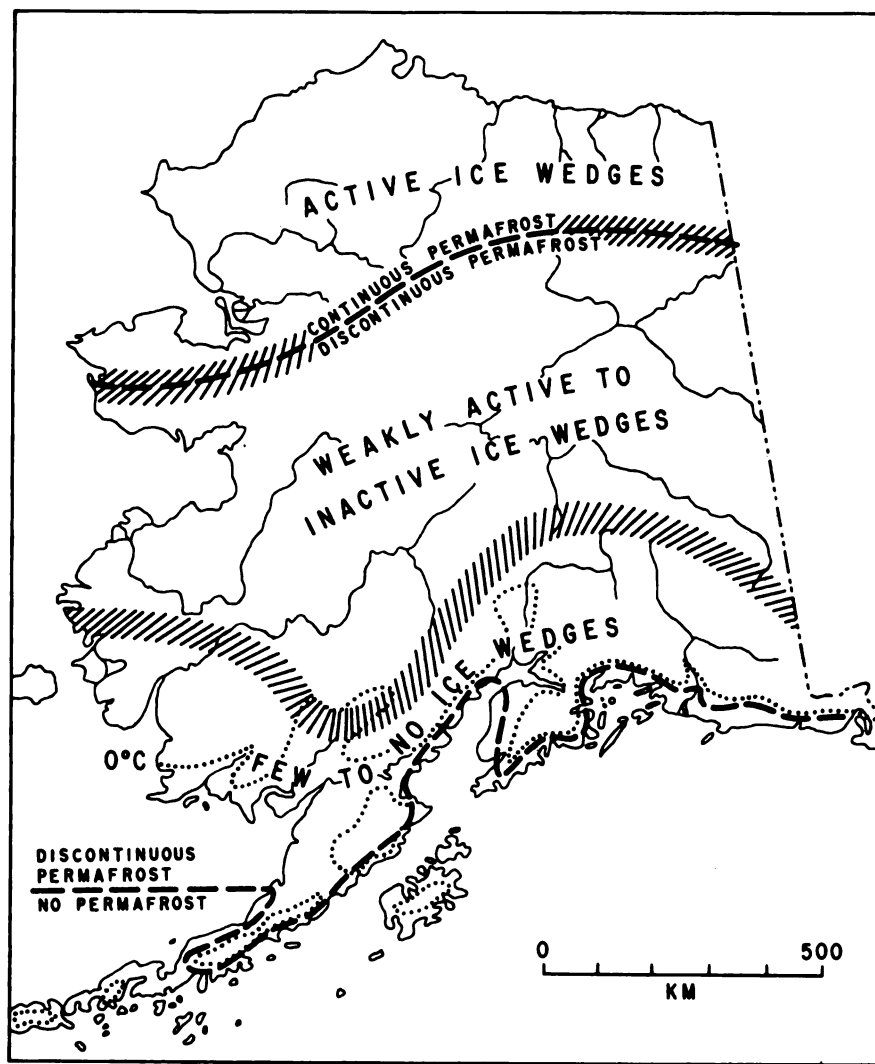 ACTIVE ICE WEDGES
CONTINUOUS PERMAFROST
DISCONTINUOUS PERMAFROST
WEAKLY ACTIVE TO
INACTIVE ICE WEDGES
FEW TO NO ICE WEDGES
0°C
DISCONTINUOUS
PERMAFROST
NO PERMAFROST
0 500
KM